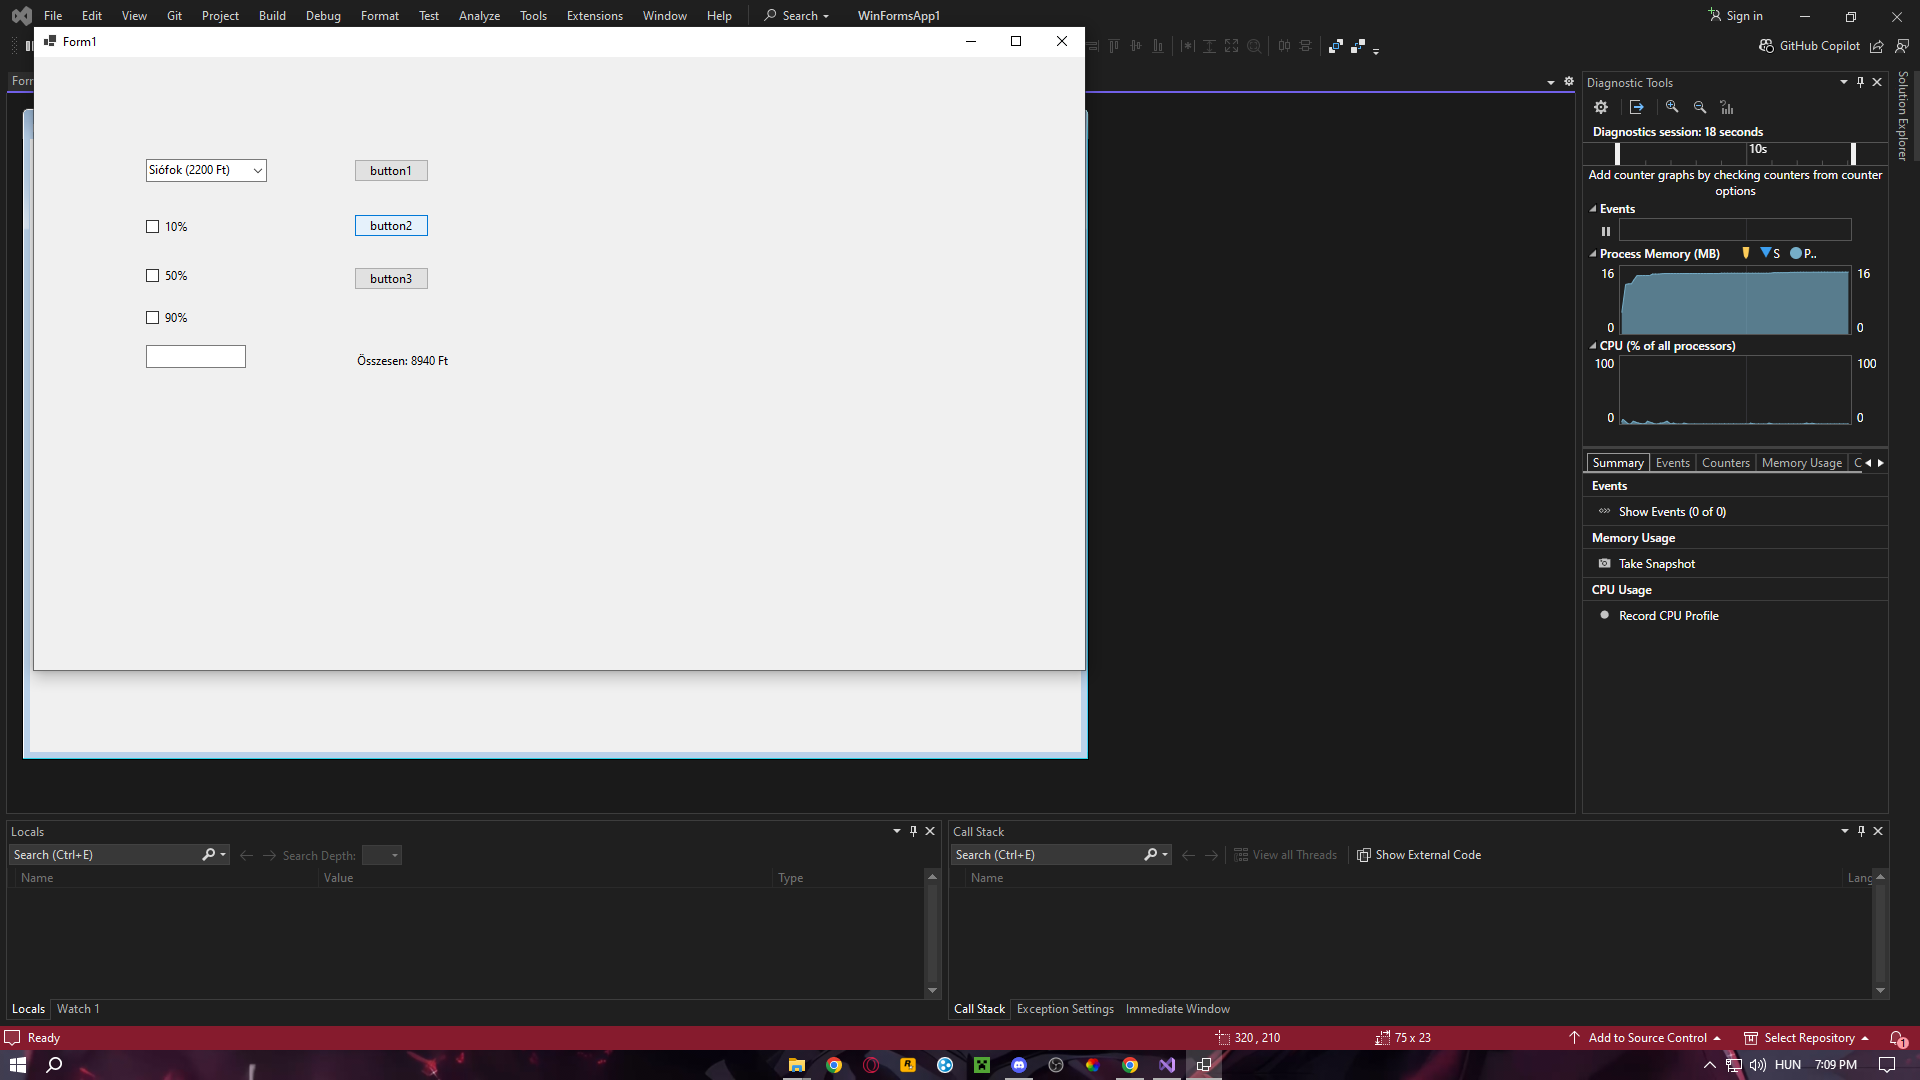 File Edit View Git Project Build Debug Format Test Analyze Tools Extensions Window Help Search WinFormsApp1 Sign in
GitHub Copilot
Form1
Siófok (2200 Ft) button1
10% button2
50% button3
90%
Összesen: 8940 Ft
Solution Explorer
Diagnostic Tools
Diagnostics session: 18 seconds
10s
Add counter graphs by checking counters from counter
options
Events
Process Memory (MB) S P..
16 16
0 0
CPU (% of all processors)
100 100
0 0
Summary Events Counters Memory Usage C
Events
Show Events (0 of 0)
Memory Usage
Take Snapshot
CPU Usage
Record CPU Profile
Locals
Search (Ctrl+E) Search Depth:
Name Value Type
Locals Watch 1
Call Stack
Search (Ctrl+E) View all Threads Show External Code
Name Lang
Call Stack Exception Settings Immediate Window
Ready 320 , 210 75 x 23 Add to Source Control Select Repository 1
HUN 7:09 PM